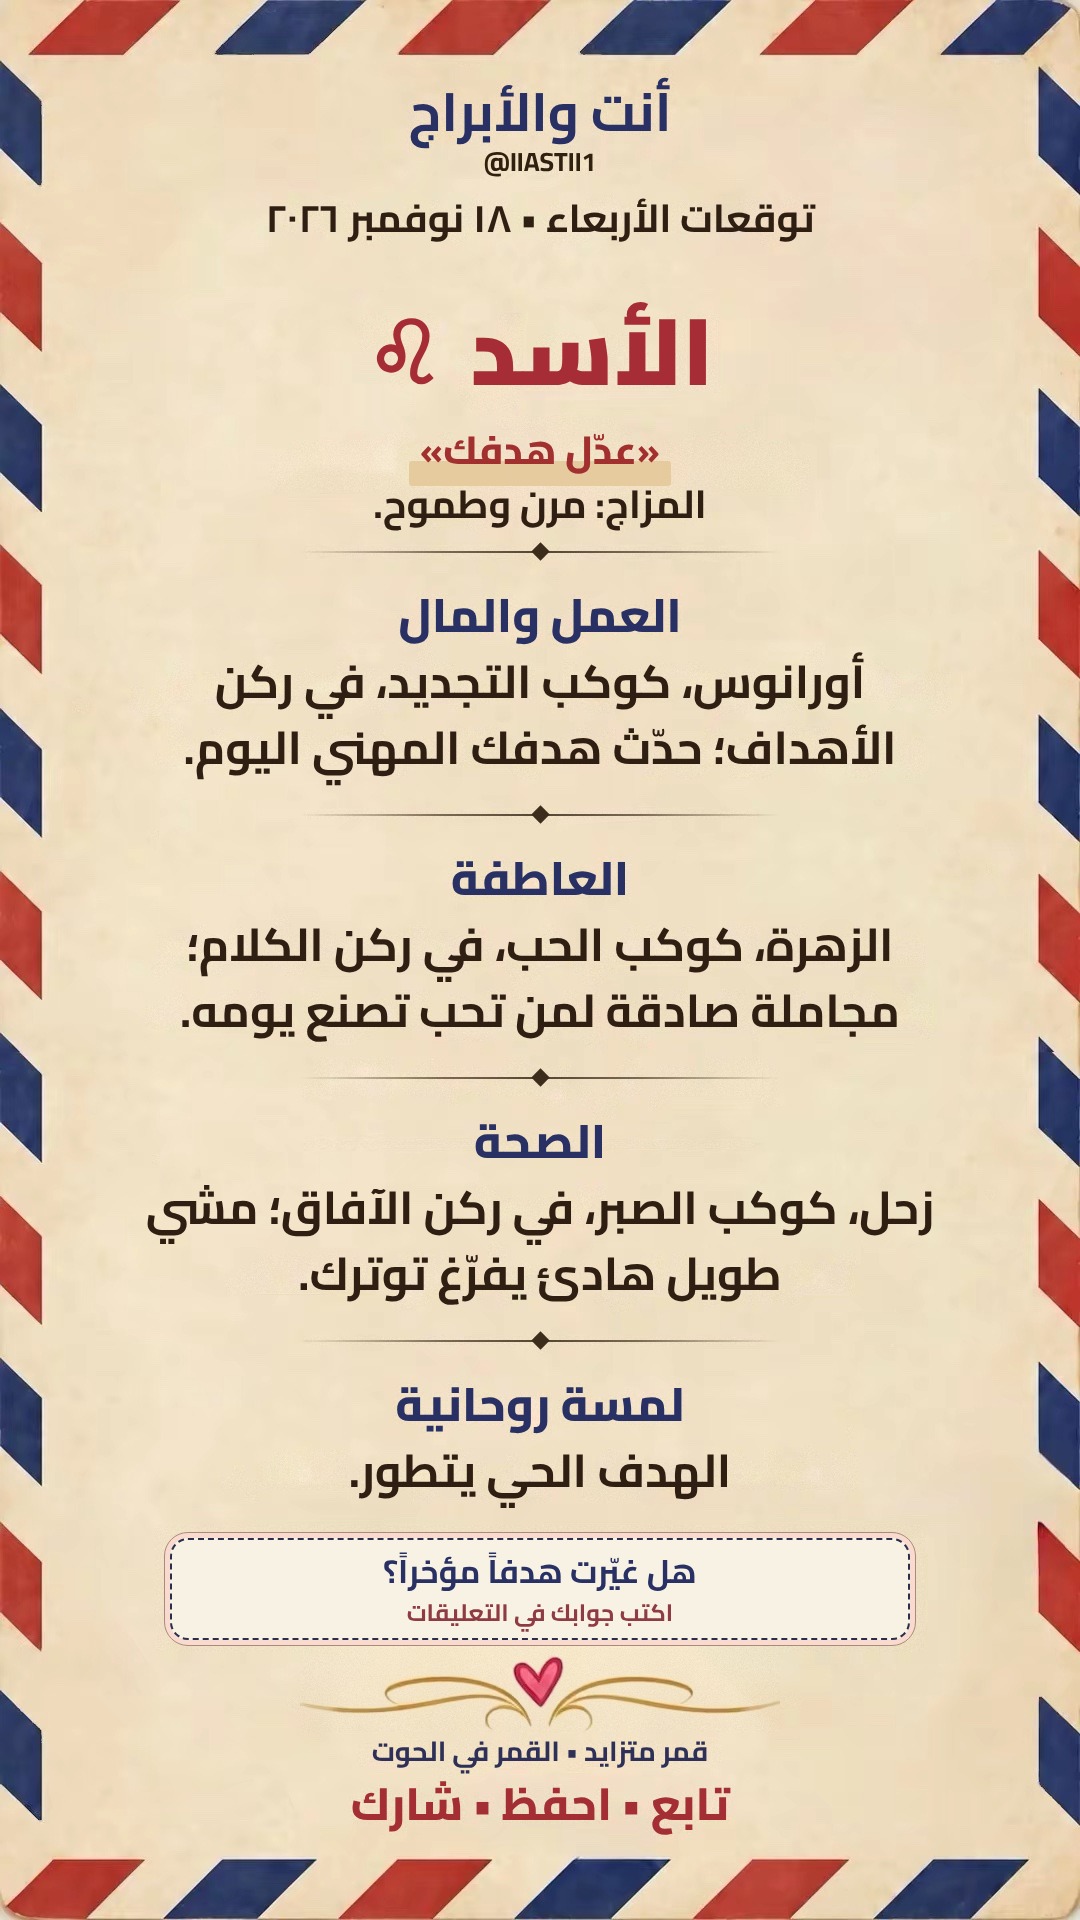 أنت والأبراج
@IIASTII1
توقعات الأربعاء ▪ ١٨ نوفمبر ٢٠٢٦
الأسد ♌
«عدّل هدفك»
المزاج: مرن وطموح.
العمل والمال
أورانوس، كوكب التجديد، في ركن
الأهداف؛ حدّث هدفك المهني اليوم.
العاطفة
الزهرة، كوكب الحب، في ركن الكلام؛
مجاملة صادقة لمن تحب تصنع يومه.
الصحة
زحل، كوكب الصبر، في ركن الآفاق؛ مشي
طويل هادئ يفرّغ توترك.
لمسة روحانية
الهدف الحي يتطور.
هل غيّرت هدفاً مؤخراً؟
اكتب جوابك في التعليقات
قمر متزايد ▪ القمر في الحوت
تابع ▪ احفظ ▪ شارك